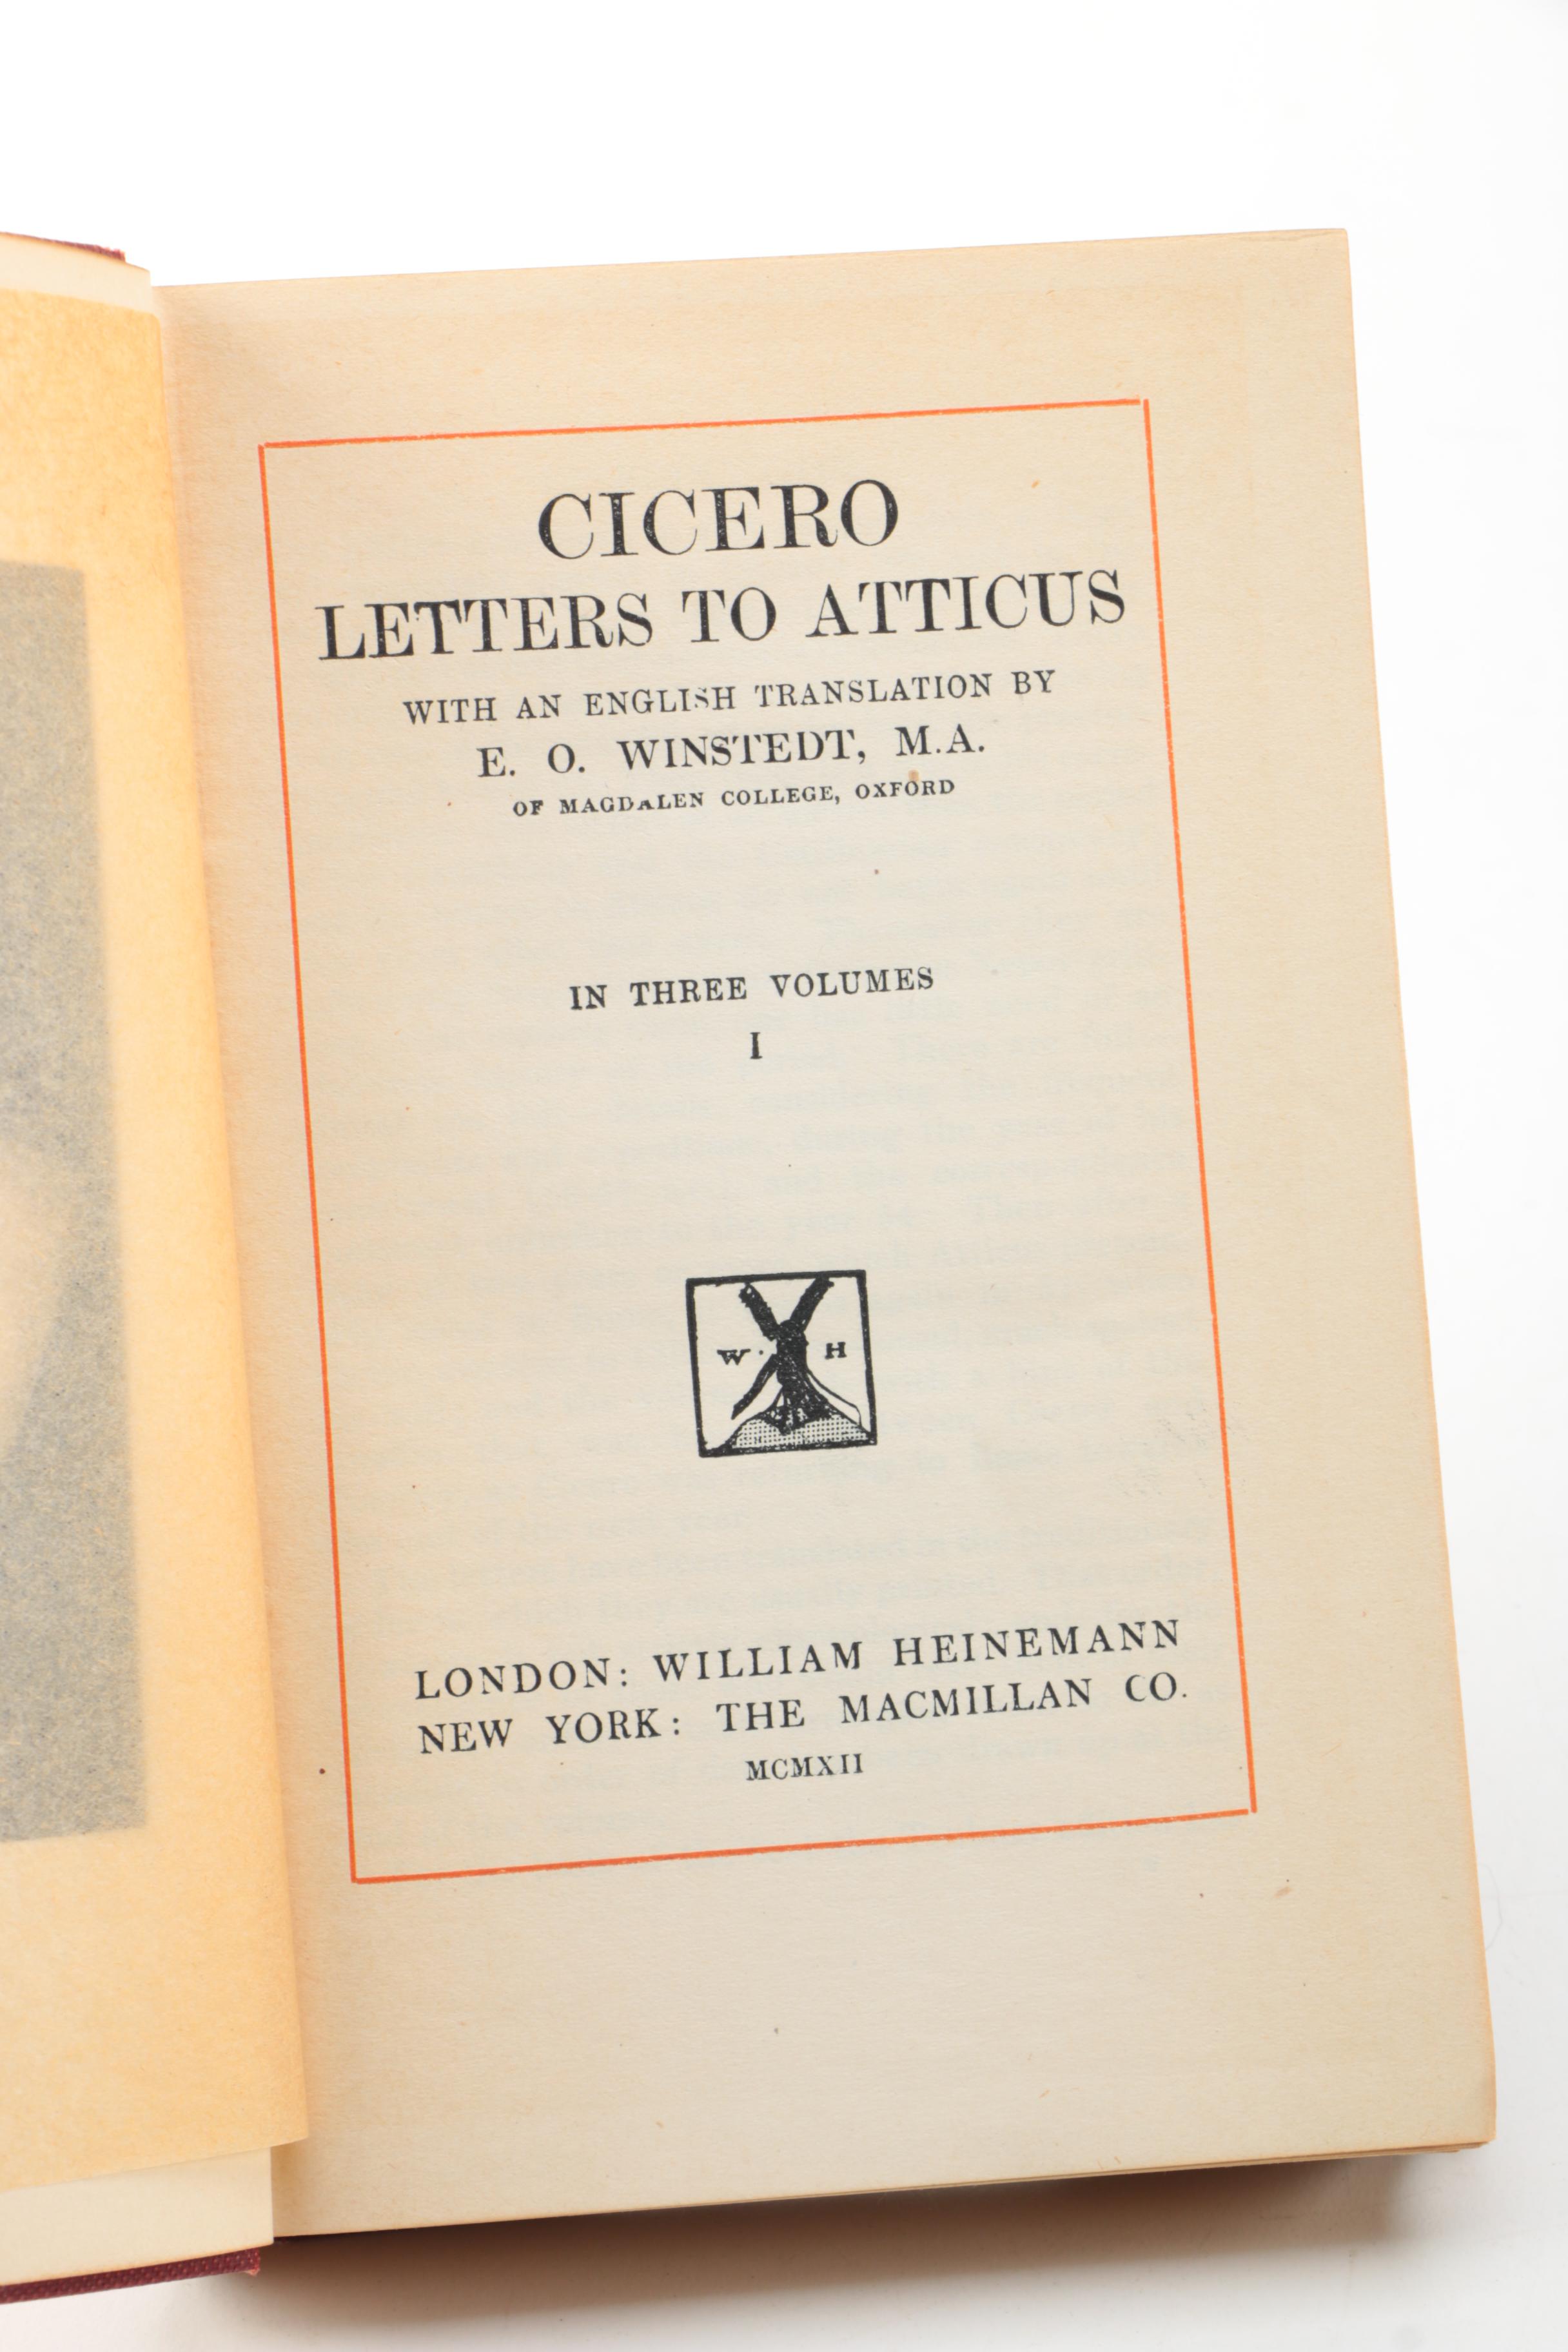 CICERO
LETTERS TO ATTICUS
WITH AN ENGLISH TRANSLATION BY
E. O. WINSTEDT, M.A.
OF MAGDALEN COLLEGE, OXFORD
IN THREE VOLUMES
I
W. H
LONDON: WILLIAM HEINEMANN
NEW YORK: THE MACMILLAN CO.
MCMXII